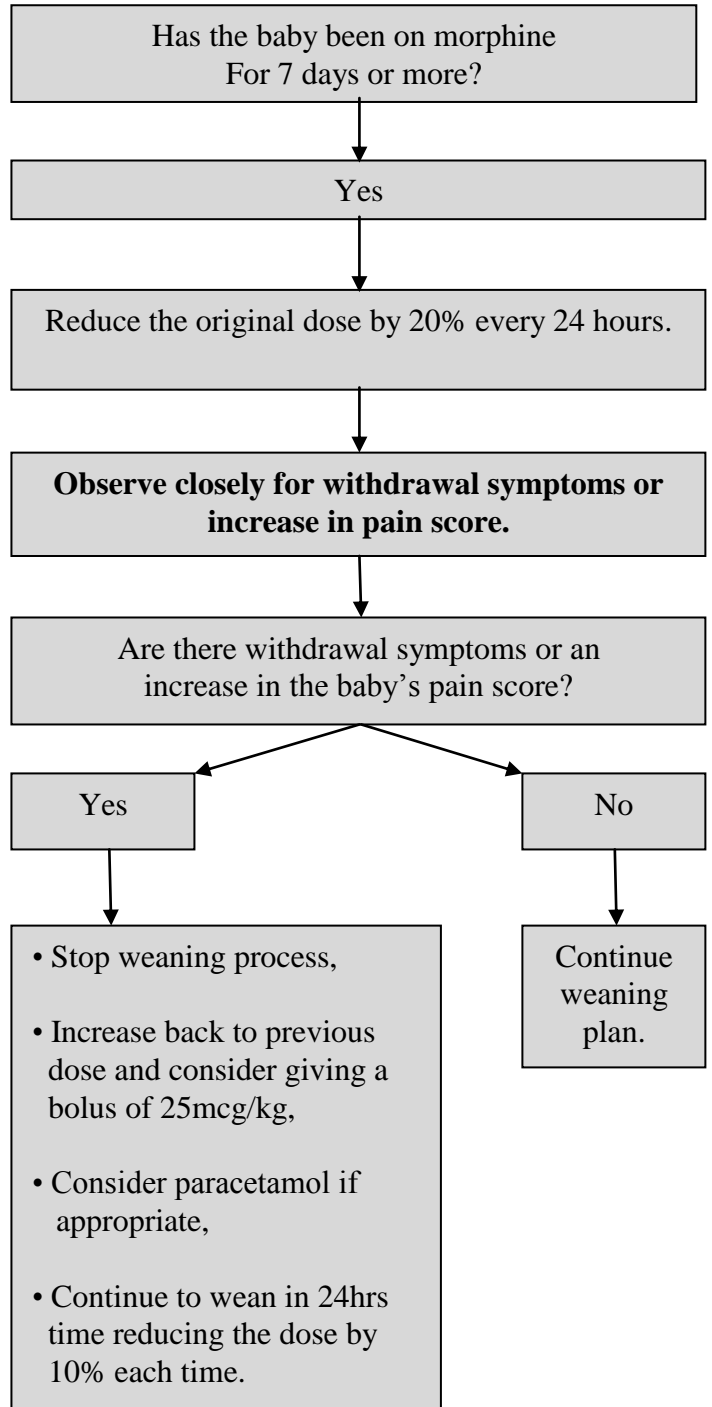 Has the baby been on morphine
For 7 days or more?
Yes
Reduce the original dose by 20% every 24 hours.
Observe closely for withdrawal symptoms or
increase in pain score.
Are there withdrawal symptoms or an
increase in the baby’s pain score?
Yes
No
• Stop weaning process,
• Increase back to previous
dose and consider giving a
bolus of 25mcg/kg,
• Consider paracetamol if
appropriate,
• Continue to wean in 24hrs
time reducing the dose by
10% each time.
Continue
weaning
plan.